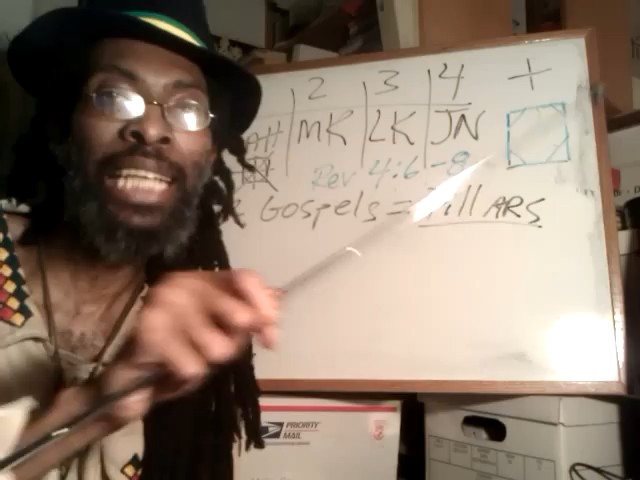 2 3 4 +
MK LK JN
Rev 4:6-8
Gospels = Pillars
PRIORITY
MAIL